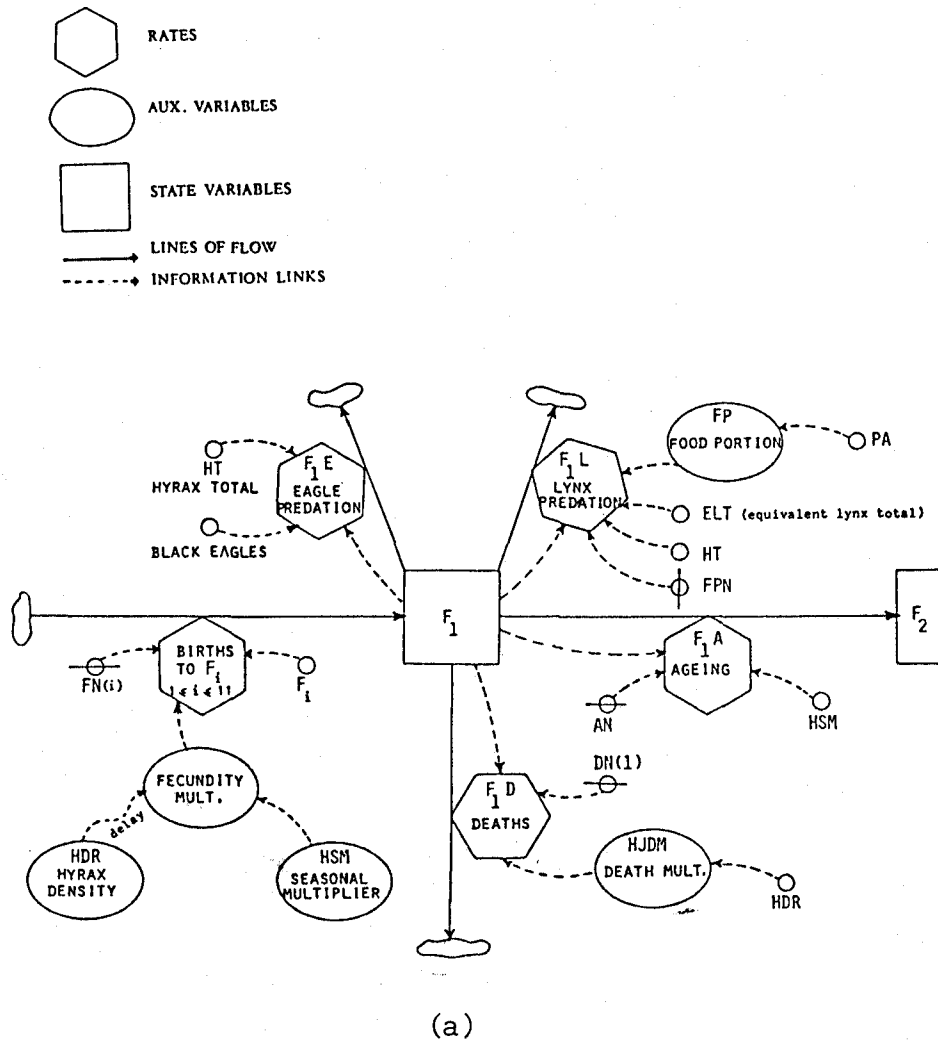 RATES
AUX. VARIABLES
STATE VARIABLES
LINES OF FLOW
INFORMATION LINKS
HT
HYRAX TOTAL
BLACK EAGLES
F1E
EAGLE
PREDATION
F1L
LYNX
PREDATION
FP
FOOD PORTION
PA
ELT (equivalent lynx total)
HT
FPN
F1
F2
FN(i)
BIRTHS
TO Fi
1 ≤ i ≤ 11
Fi
F1A
AGEING
AN
HSM
FECUNDITY
MULT.
delay
HDR
HYRAX
DENSITY
HSM
SEASONAL
MULTIPLIER
F1D
DEATHS
DN(1)
HJDM
DEATH MULT.
HDR
(a)